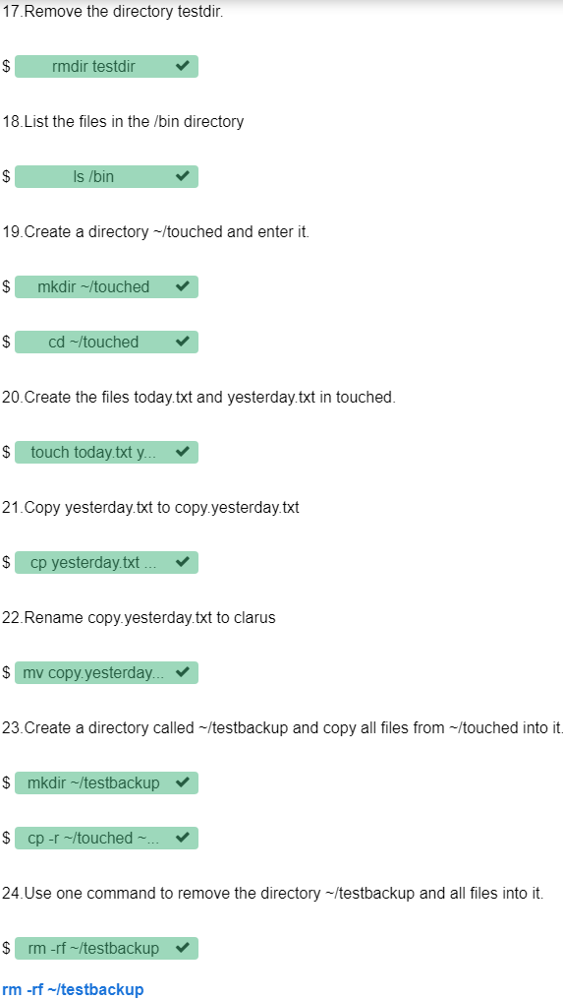 17.Remove the directory testdir.
$ rmdir testdir ✔
18.List the files in the /bin directory
$ ls /bin ✔
19.Create a directory ~/touched and enter it.
$ mkdir ~/touched ✔
$ cd ~/touched ✔
20.Create the files today.txt and yesterday.txt in touched.
$ touch today.txt y... ✔
21.Copy yesterday.txt to copy.yesterday.txt
$ cp yesterday.txt ... ✔
22.Rename copy.yesterday.txt to clarus
$ mv copy.yesterday... ✔
23.Create a directory called ~/testbackup and copy all files from ~/touched into it.
$ mkdir ~/testbackup ✔
$ cp -r ~/touched ~... ✔
24.Use one command to remove the directory ~/testbackup and all files into it.
$ rm -rf ~/testbackup ✔
rm -rf ~/testbackup